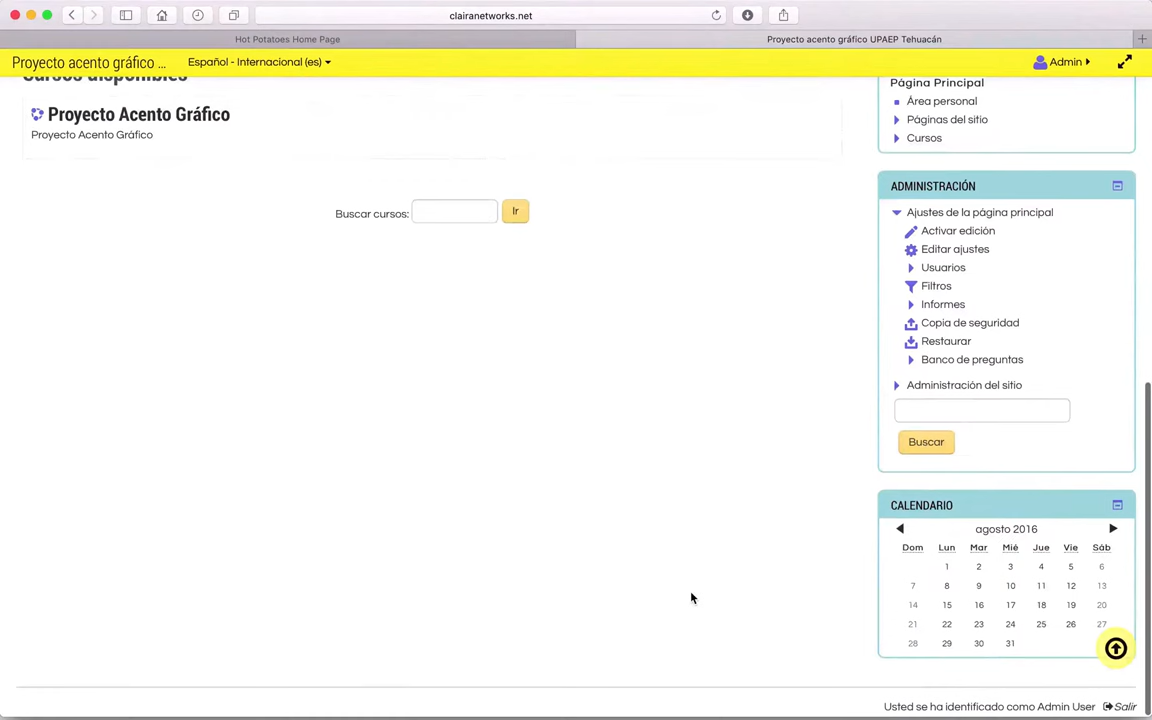 clairanetworks.net
Hot Potatoes Home Page
Proyecto acento gráfico UPAEP Tehuacán
Proyecto acento gráfico ...
Español - Internacional (es)
Admin
Cursos disponibles
Proyecto Acento Gráfico
Proyecto Acento Gráfico
Buscar cursos:
Ir
Página Principal
Área personal
Páginas del sitio
Cursos
ADMINISTRACIÓN
Ajustes de la página principal
Activar edición
Editar ajustes
Usuarios
Filtros
Informes
Copia de seguridad
Restaurar
Banco de preguntas
Administración del sitio
Buscar
CALENDARIO
agosto 2016
Dom Lun Mar Mié Jue Vie Sáb
1 2 3 4 5 6
7 8 9 10 11 12 13
14 15 16 17 18 19 20
21 22 23 24 25 26 27
28 29 30 31
Usted se ha identificado como Admin User Salir